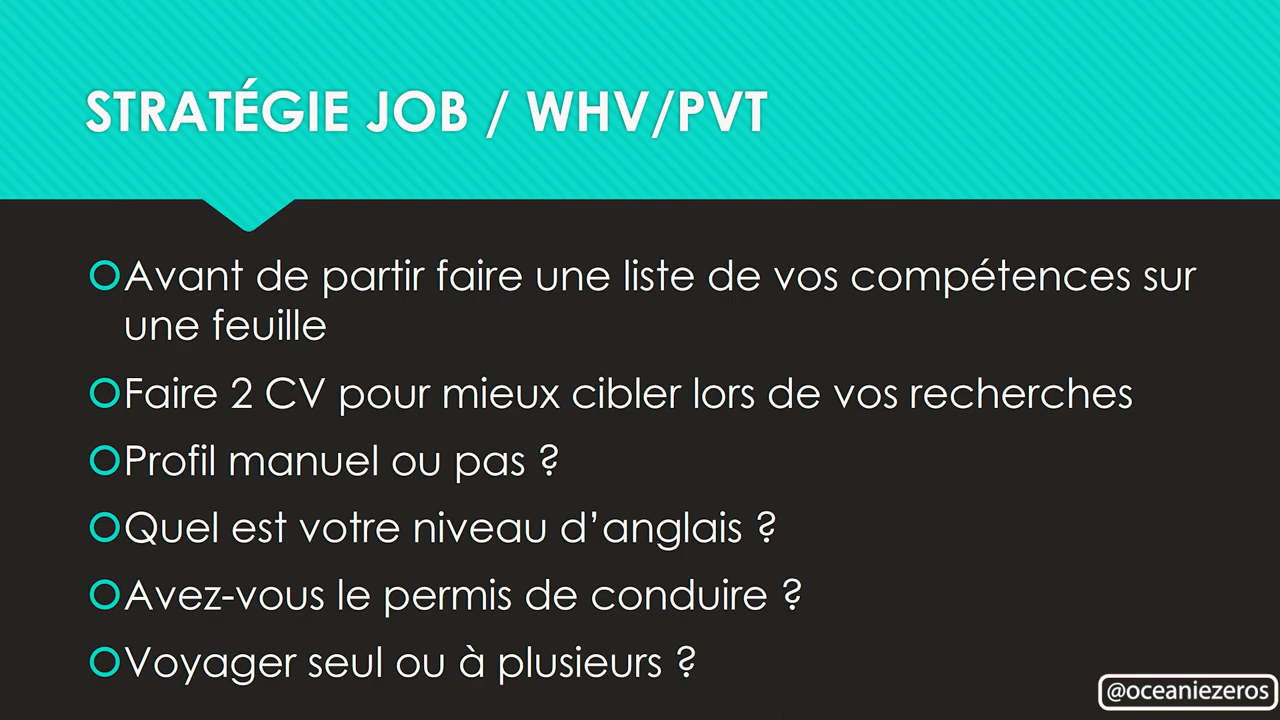 STRATÉGIE JOB / WHV/PVT
Avant de partir faire une liste de vos compétences sur
une feuille
Faire 2 CV pour mieux cibler lors de vos recherches
Profil manuel ou pas ?
Quel est votre niveau d’anglais ?
Avez-vous le permis de conduire ?
Voyager seul ou à plusieurs ?
@oceaniezeros